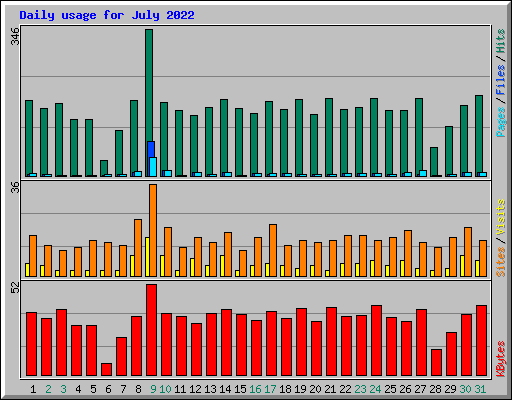 Daily usage for July 2022
346
Pages / Files / Hits
36
Sites / Visits
52
KBytes
1 2 3 4 5 6 7 8 9 10 11 12 13 14 15 16 17 18 19 20 21 22 23 24 25 26 27 28 29 30 31